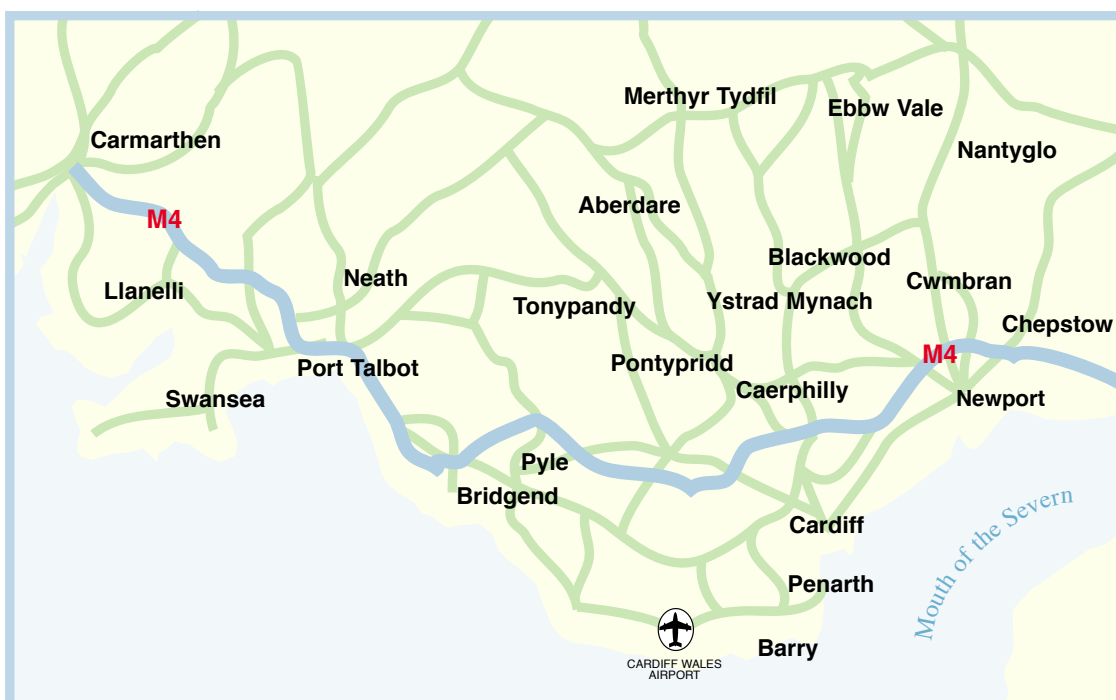 Merthyr Tydfil
Ebbw Vale
Carmarthen
Nantyglo
Aberdare
M4
Blackwood
Neath
Cwmbran
Llanelli
Ystrad Mynach
Tonypandy
Chepstow
M4
Pontypridd
Port Talbot
Caerphilly
Swansea
Newport
Pyle
Bridgend
Cardiff
Mouth of the Severn
Penarth
Barry
CARDIFF WALES
AIRPORT